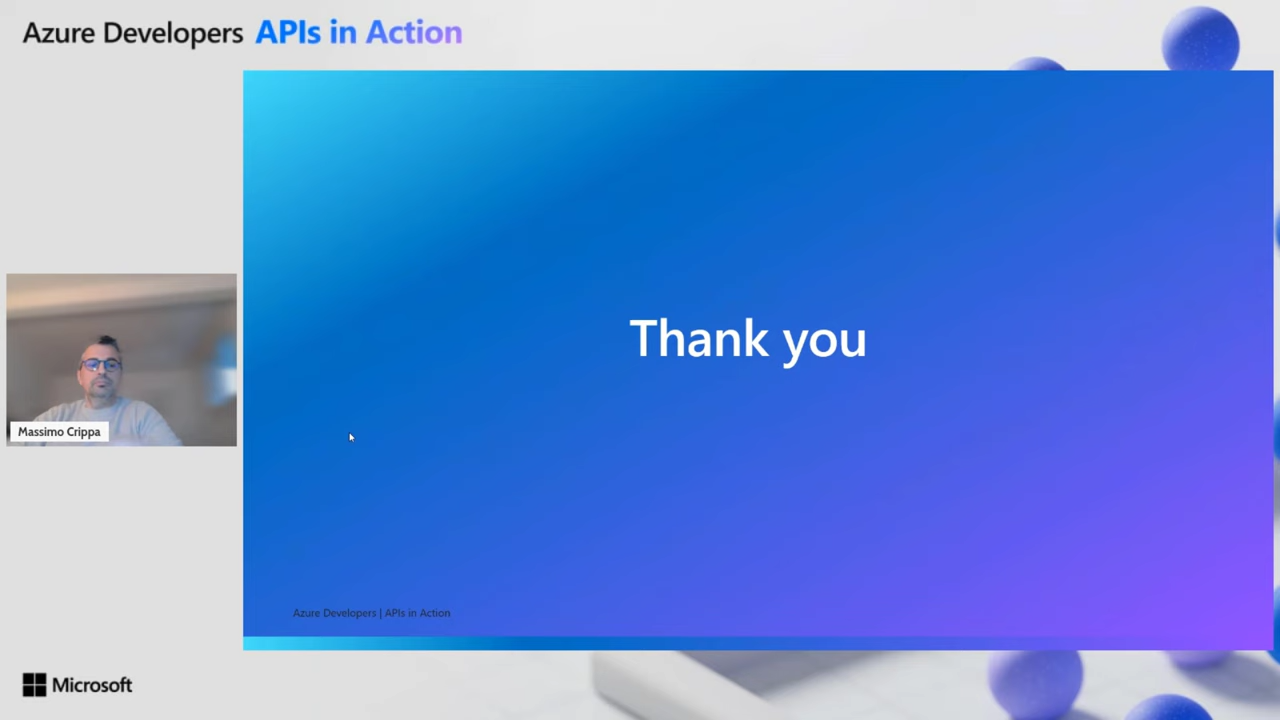 Azure Developers APIs in Action
Thank you
Massimo Crippa
Azure Developers | APIs in Action
Microsoft